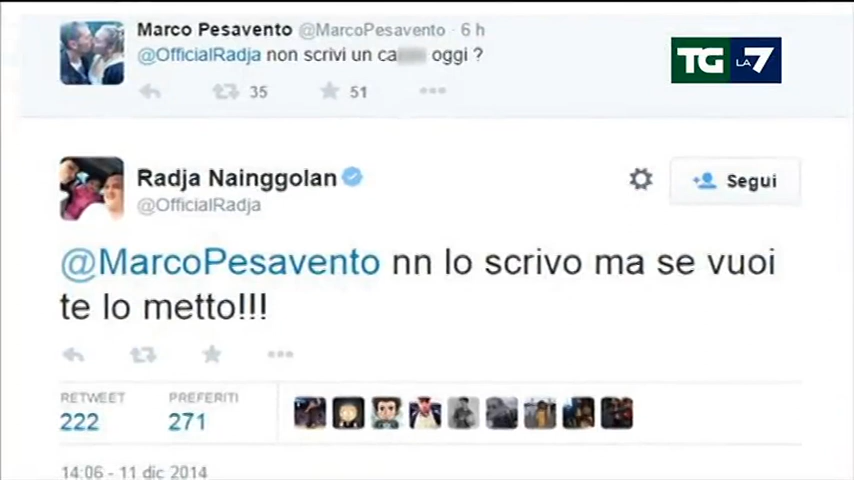 Marco Pesavento @MarcoPesavento · 6 h
@OfficialRadja non scrivi un ca oggi ?
TG LA7
35 51
Radja Nainggolan
@OfficialRadja
Segui
@MarcoPesavento nn lo scrivo ma se vuoi
te lo metto!!!
RETWEET PREFERITI
222 271
14:06 - 11 dic 2014